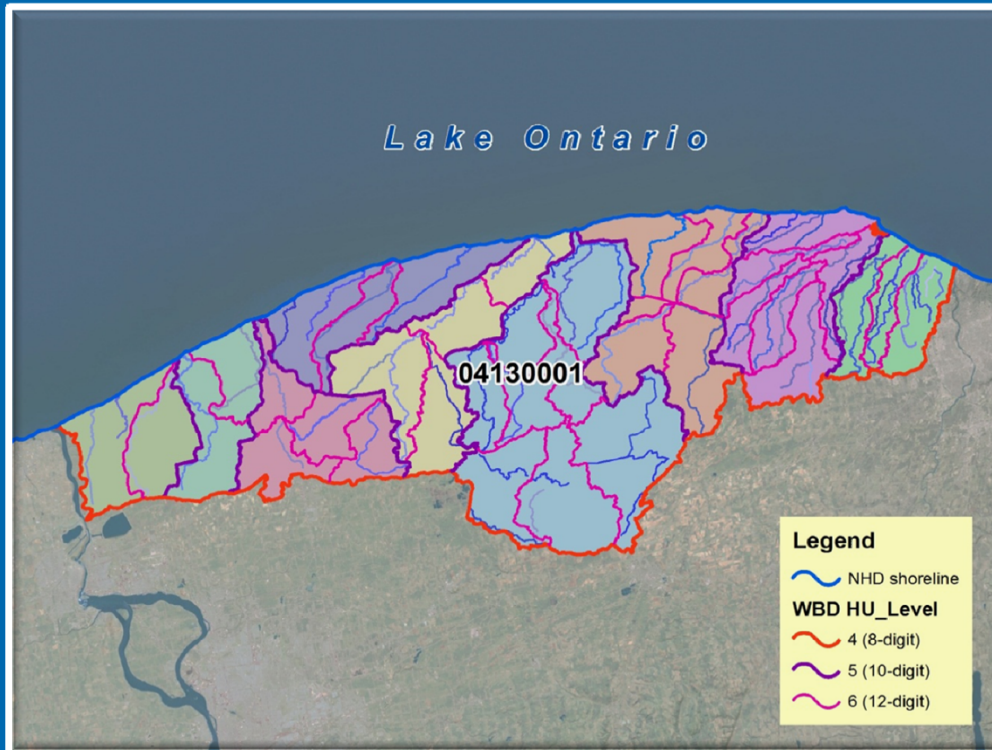 Lake Ontario
04130001
Legend
NHD shoreline
WBD HU_Level
4 (8-digit)
5 (10-digit)
6 (12-digit)